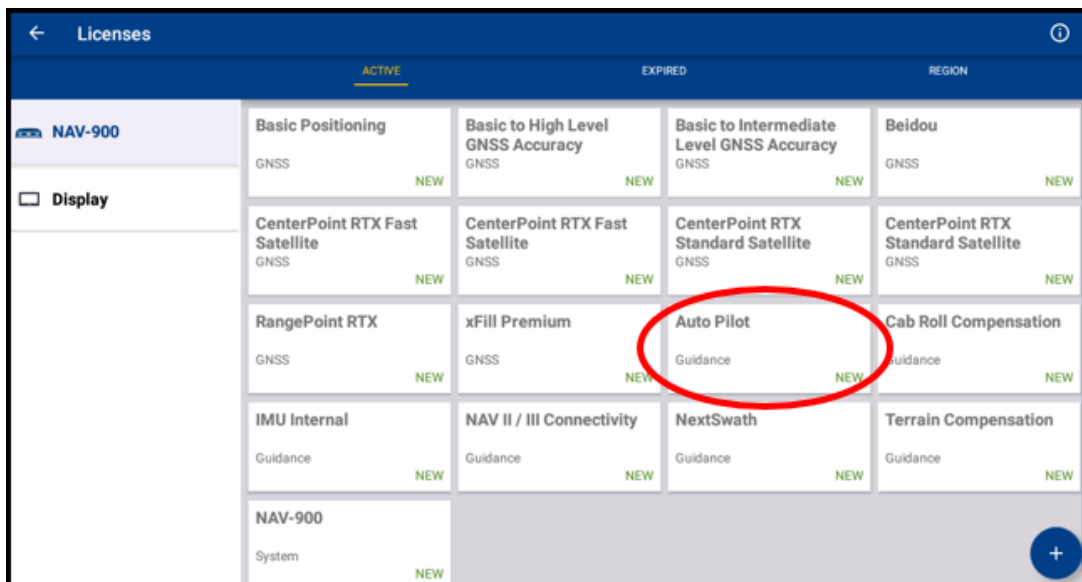 Licenses
ACTIVE
EXPIRED
REGION
NAV-900
Display
Basic Positioning
GNSS
NEW
Basic to High Level
GNSS Accuracy
GNSS
NEW
Basic to Intermediate
Level GNSS Accuracy
GNSS
NEW
Beidou
GNSS
NEW
CenterPoint RTX Fast
Satellite
GNSS
NEW
CenterPoint RTX Fast
Satellite
GNSS
NEW
CenterPoint RTX
Standard Satellite
GNSS
NEW
CenterPoint RTX
Standard Satellite
GNSS
NEW
RangePoint RTX
GNSS
NEW
xFill Premium
GNSS
NEW
Auto Pilot
Guidance
NEW
Cab Roll Compensation
Guidance
NEW
IMU Internal
Guidance
NEW
NAV II / III Connectivity
Guidance
NEW
NextSwath
Guidance
NEW
Terrain Compensation
Guidance
NEW
NAV-900
System
NEW